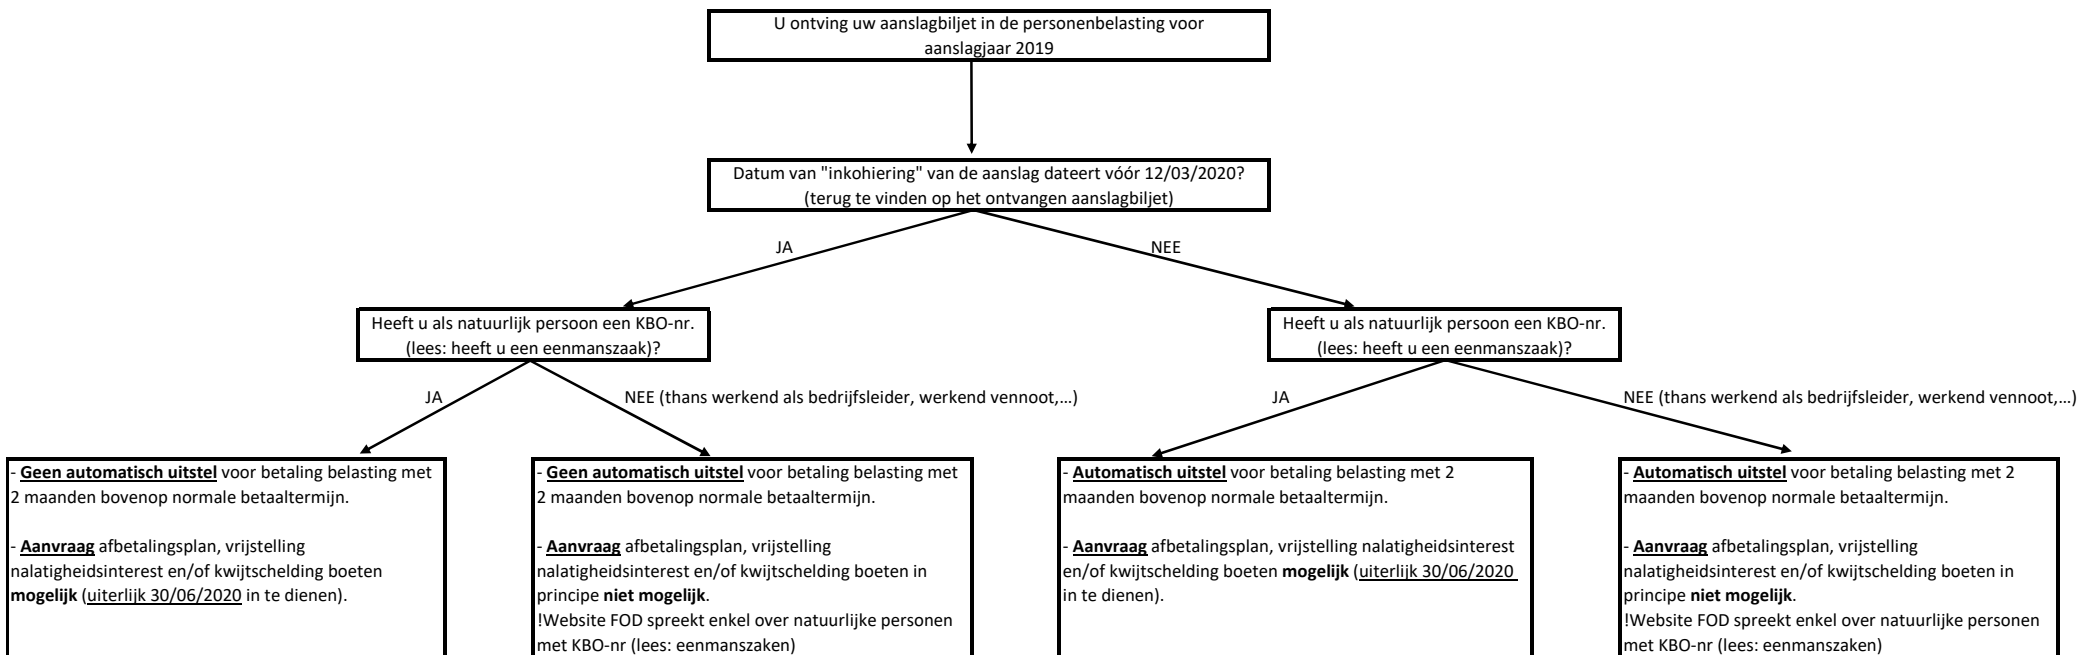 U ontving uw aanslagbiljet in de personenbelasting voor
aanslagjaar 2019
Datum van "inkohiering" van de aanslag dateert vóór 12/03/2020?
(terug te vinden op het ontvangen aanslagbiljet)
JA
NEE
Heeft u als natuurlijk persoon een KBO-nr.
(lees: heeft u een eenmanszaak)?
Heeft u als natuurlijk persoon een KBO-nr.
(lees: heeft u een eenmanszaak)?
JA
NEE (thans werkend als bedrijfsleider, werkend vennoot,…)
JA
NEE (thans werkend als bedrijfsleider, werkend vennoot,…)
- Geen automatisch uitstel voor betaling belasting met
2 maanden bovenop normale betaaltermijn.
- Aanvraag afbetalingsplan, vrijstelling
nalatigheidsinterest en/of kwijtschelding boeten
mogelijk (uiterlijk 30/06/2020 in te dienen).
- Geen automatisch uitstel voor betaling belasting met
2 maanden bovenop normale betaaltermijn.
- Aanvraag afbetalingsplan, vrijstelling
nalatigheidsinterest en/of kwijtschelding boeten in
principe niet mogelijk.
!Website FOD spreekt enkel over natuurlijke personen
met KBO-nr (lees: eenmanszaken)
- Automatisch uitstel voor betaling belasting met 2
maanden bovenop normale betaaltermijn.
- Aanvraag afbetalingsplan, vrijstelling nalatigheidsinterest
en/of kwijtschelding boeten mogelijk (uiterlijk 30/06/2020
in te dienen).
- Automatisch uitstel voor betaling belasting met 2
maanden bovenop normale betaaltermijn.
- Aanvraag afbetalingsplan, vrijstelling
nalatigheidsinterest en/of kwijtschelding boeten in
principe niet mogelijk.
!Website FOD spreekt enkel over natuurlijke personen
met KBO-nr (lees: eenmanszaken)